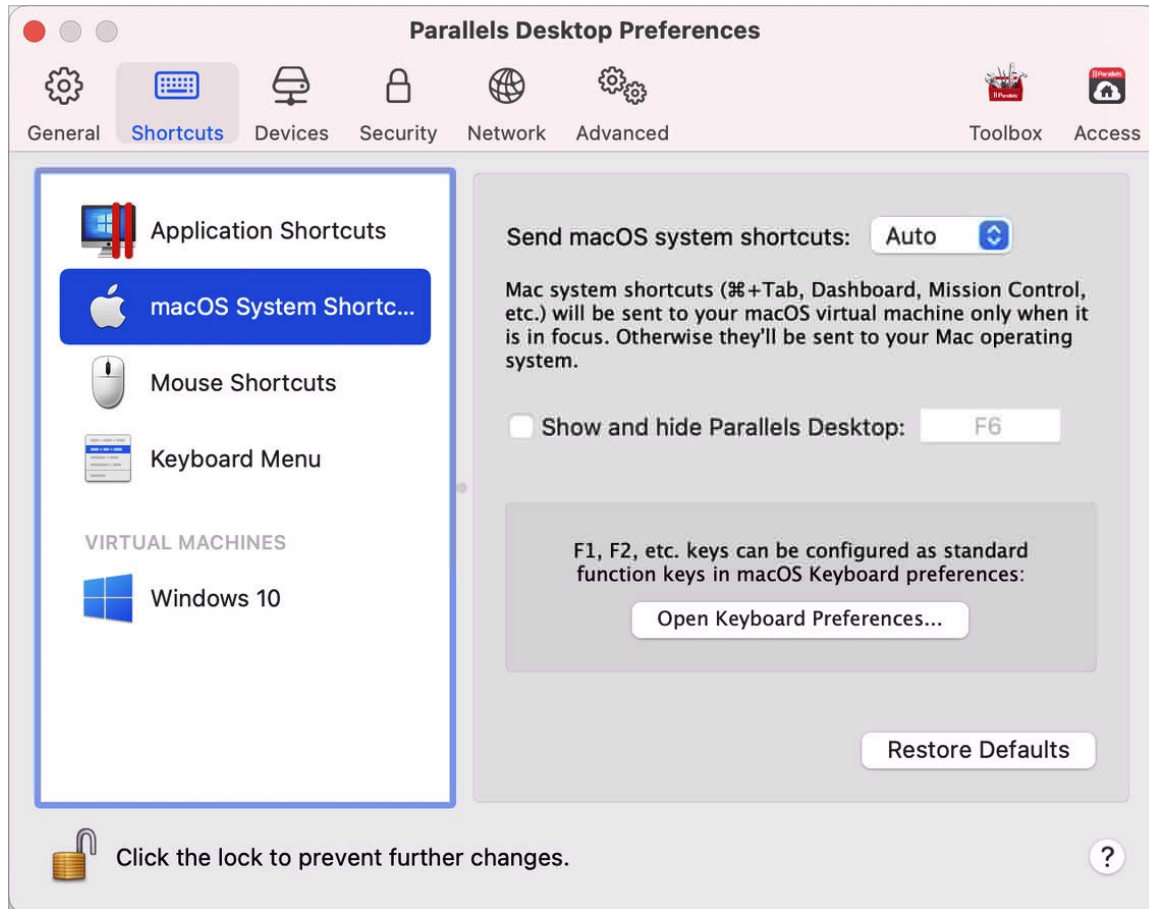 Parallels Desktop Preferences
General Shortcuts Devices Security Network Advanced Toolbox Access
Application Shortcuts
macOS System Shortc...
Mouse Shortcuts
Keyboard Menu
VIRTUAL MACHINES
Windows 10
Send macOS system shortcuts: Auto
Mac system shortcuts (⌘+Tab, Dashboard, Mission Control,
etc.) will be sent to your macOS virtual machine only when it
is in focus. Otherwise they'll be sent to your Mac operating
system.
Show and hide Parallels Desktop: F6
F1, F2, etc. keys can be configured as standard
function keys in macOS Keyboard preferences:
Open Keyboard Preferences...
Restore Defaults
Click the lock to prevent further changes.
?